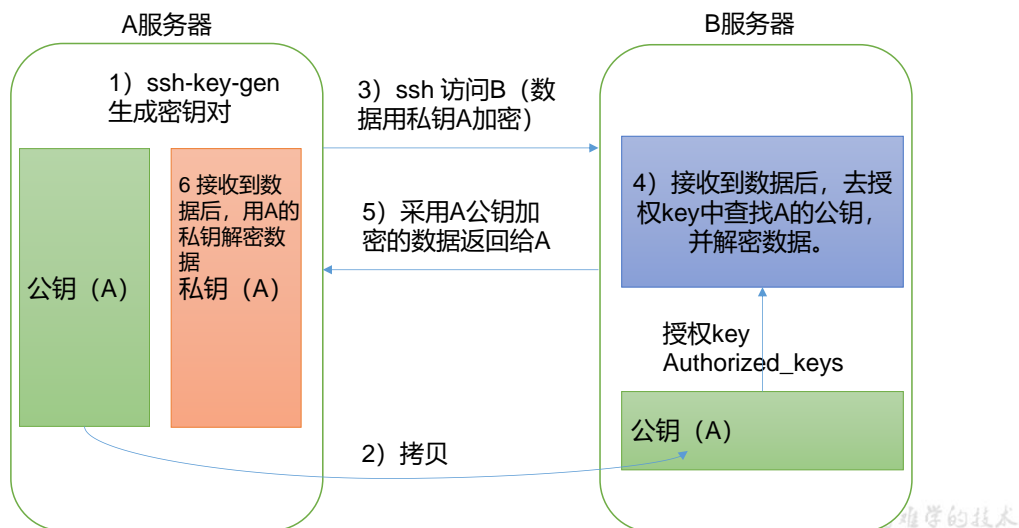 A服务器
B服务器
1）ssh-key-gen
生成密钥对
3）ssh 访问B（数
据用私钥A加密）
6 接收到数
据后，用A的
私钥解密数
据
公钥（A）
私钥（A）
5）采用A公钥加
密的数据返回给A
4）接收到数据后，去授
权key中查找A的公钥，
并解密数据。
授权key
Authorized_keys
公钥（A）
2）拷贝
难学的技术